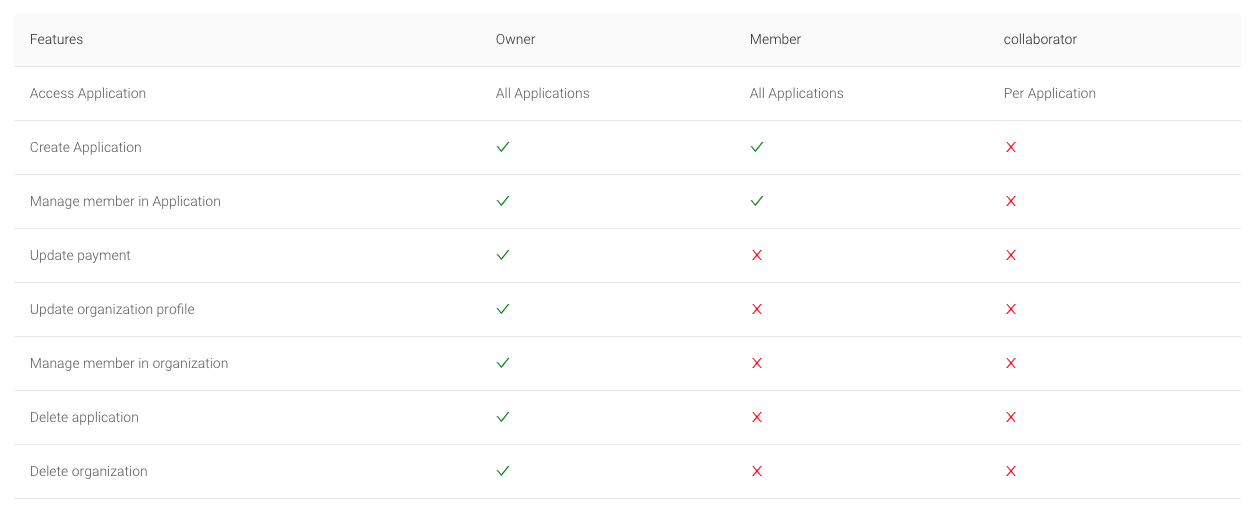 Features Owner Member collaborator
Access Application All Applications All Applications Per Application
Create Application ✓ ✓ X
Manage member in Application ✓ ✓ X
Update payment ✓ X X
Update organization profile ✓ X X
Manage member in organization ✓ X X
Delete application ✓ X X
Delete organization ✓ X X